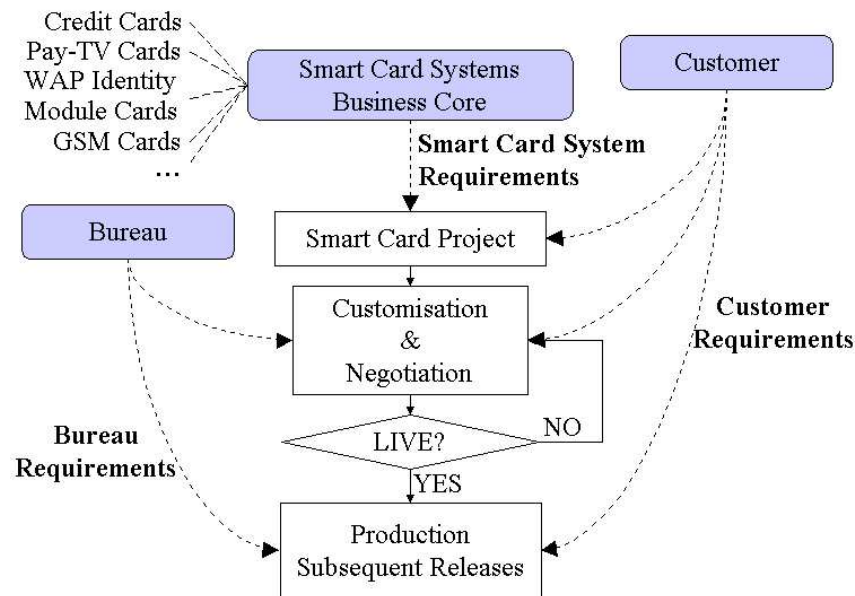 Credit Cards
Pay-TV Cards
WAP Identity
Module Cards
GSM Cards
...
Smart Card Systems
Business Core
Customer
Smart Card System
Requirements
Bureau
Smart Card Project
Customisation
&
Negotiation
Customer
Requirements
Bureau
Requirements
LIVE?
NO
YES
Production
Subsequent Releases